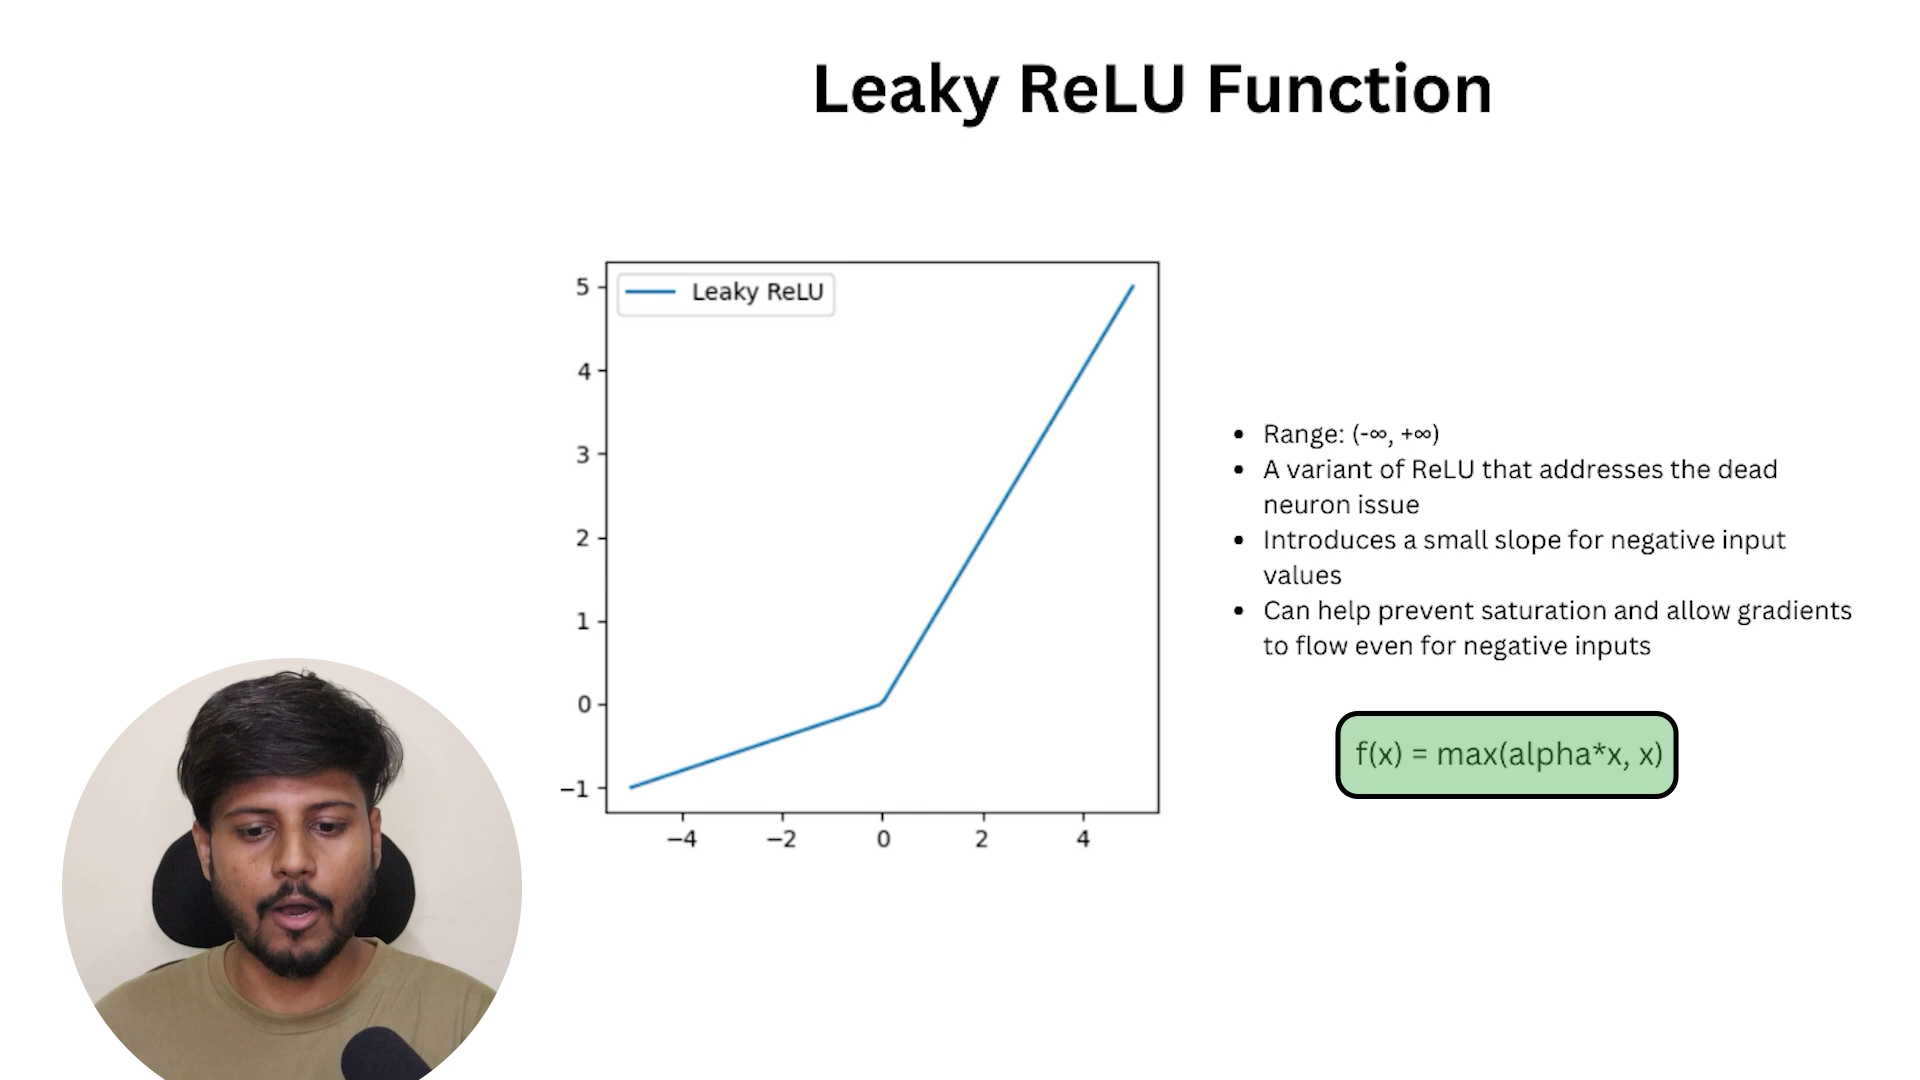 Leaky ReLU Function
Leaky ReLU
5
4
3
2
1
0
−1
−4
−2
0
2
4
• Range: (-∞, +∞)
• A variant of ReLU that addresses the dead
neuron issue
• Introduces a small slope for negative input
values
• Can help prevent saturation and allow gradients
to flow even for negative inputs
f(x) = max(alpha*x, x)